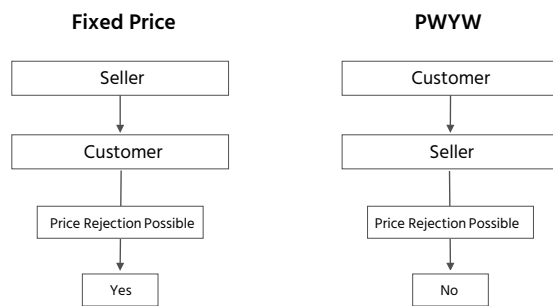 Fixed Price
Seller
Customer
Price Rejection Possible
Yes
PWYW
Customer
Seller
Price Rejection Possible
No